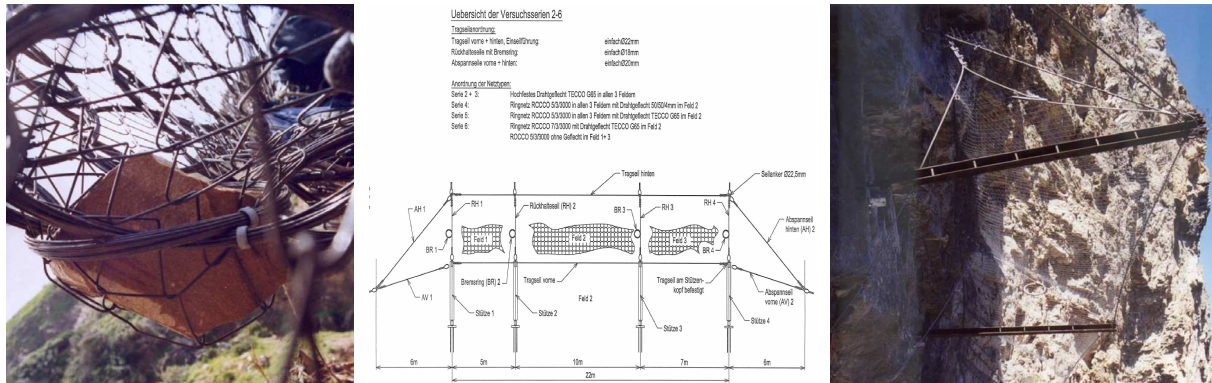 Uebersicht der Versuchsserien 2-6
Tragseilanordnung:
Tragseil vorne + hinten, Einseilführung: einfachØ22mm
Rückhalteseile mit Bremsring: einfachØ18mm
Abspannseile vorne + hinten: einfachØ20mm
Anordnung der Netztypen:
Serie 2 + 3: Hochfestes Drahtgeflecht TECCO G65 in allen 3 Feldern
Serie 4: Ringnetz ROCCO 5/3/3000 in allen 3 Feldern mit Drahtgeflecht 50/50/4mm im Feld 2
Serie 5: Ringnetz ROCCO 5/3/3000 in allen 3 Feldern mit Drahtgeflecht TECCO G65 im Feld 2
Serie 6: Ringnetz ROCCO 7/3/3000 mit Drahtgeflecht TECCO G65 im Feld 2
ROCCO 5/3/3000 ohne Geflecht im Feld 1+ 3
Tragseil hinten
Seilanker Ø22,5mm
AH 1
RH 1
Rückhalteseil (RH) 2
BR 3
RH 3
RH 4
Abspannseil
hinten (AH) 2
Feld 1
Feld 2
Feld 3
BR 1
BR 4
AV 1
Bremsring (BR) 2
Tragseil vorne
Tragseil am Stützen-
kopf befestigt
Feld 2
Abspannseil
vorne (AV) 2
Stütze 1
Stütze 2
Stütze 3
Stütze 4
6m
5m
10m
7m
6m
22m